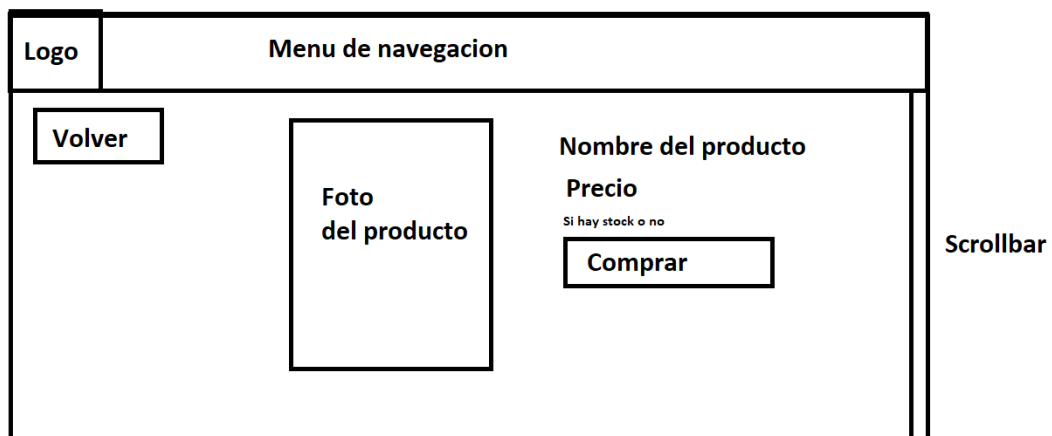 Logo
Menu de navegacion
Volver
Foto
del producto
Nombre del producto
Precio
Si hay stock o no
Comprar
Scrollbar